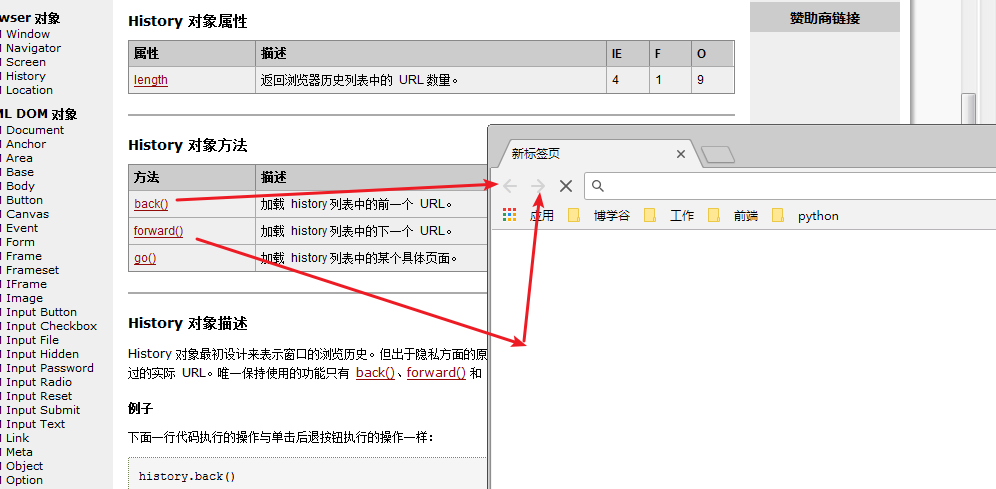 wser 对象
Window
Navigator
Screen
History
Location
ML DOM 对象
Document
Anchor
Area
Base
Body
Button
Canvas
Event
Form
Frame
Frameset
IFrame
Image
Input Button
Input Checkbox
Input File
Input Hidden
Input Password
Input Radio
Input Reset
Input Submit
Input Text
Link
Meta
Object
Option
History 对象属性
属性 描述 IE F O
length 返回浏览器历史列表中的 URL 数量。 4 1 9
History 对象方法
方法 描述
back() 加载 history 列表中的前一个 URL。
forward() 加载 history 列表中的下一个 URL。
go() 加载 history 列表中的某个具体页面。
History 对象描述
History 对象最初设计来表示窗口的浏览历史。但出于隐私方面的原
过的实际 URL。唯一保持使用的功能只有 back()、forward() 和
例子
下面一行代码执行的操作与单击后退按钮执行的操作一样：
history.back()
赞助商链接
新标签页
应用 博学谷 工作 前端 python